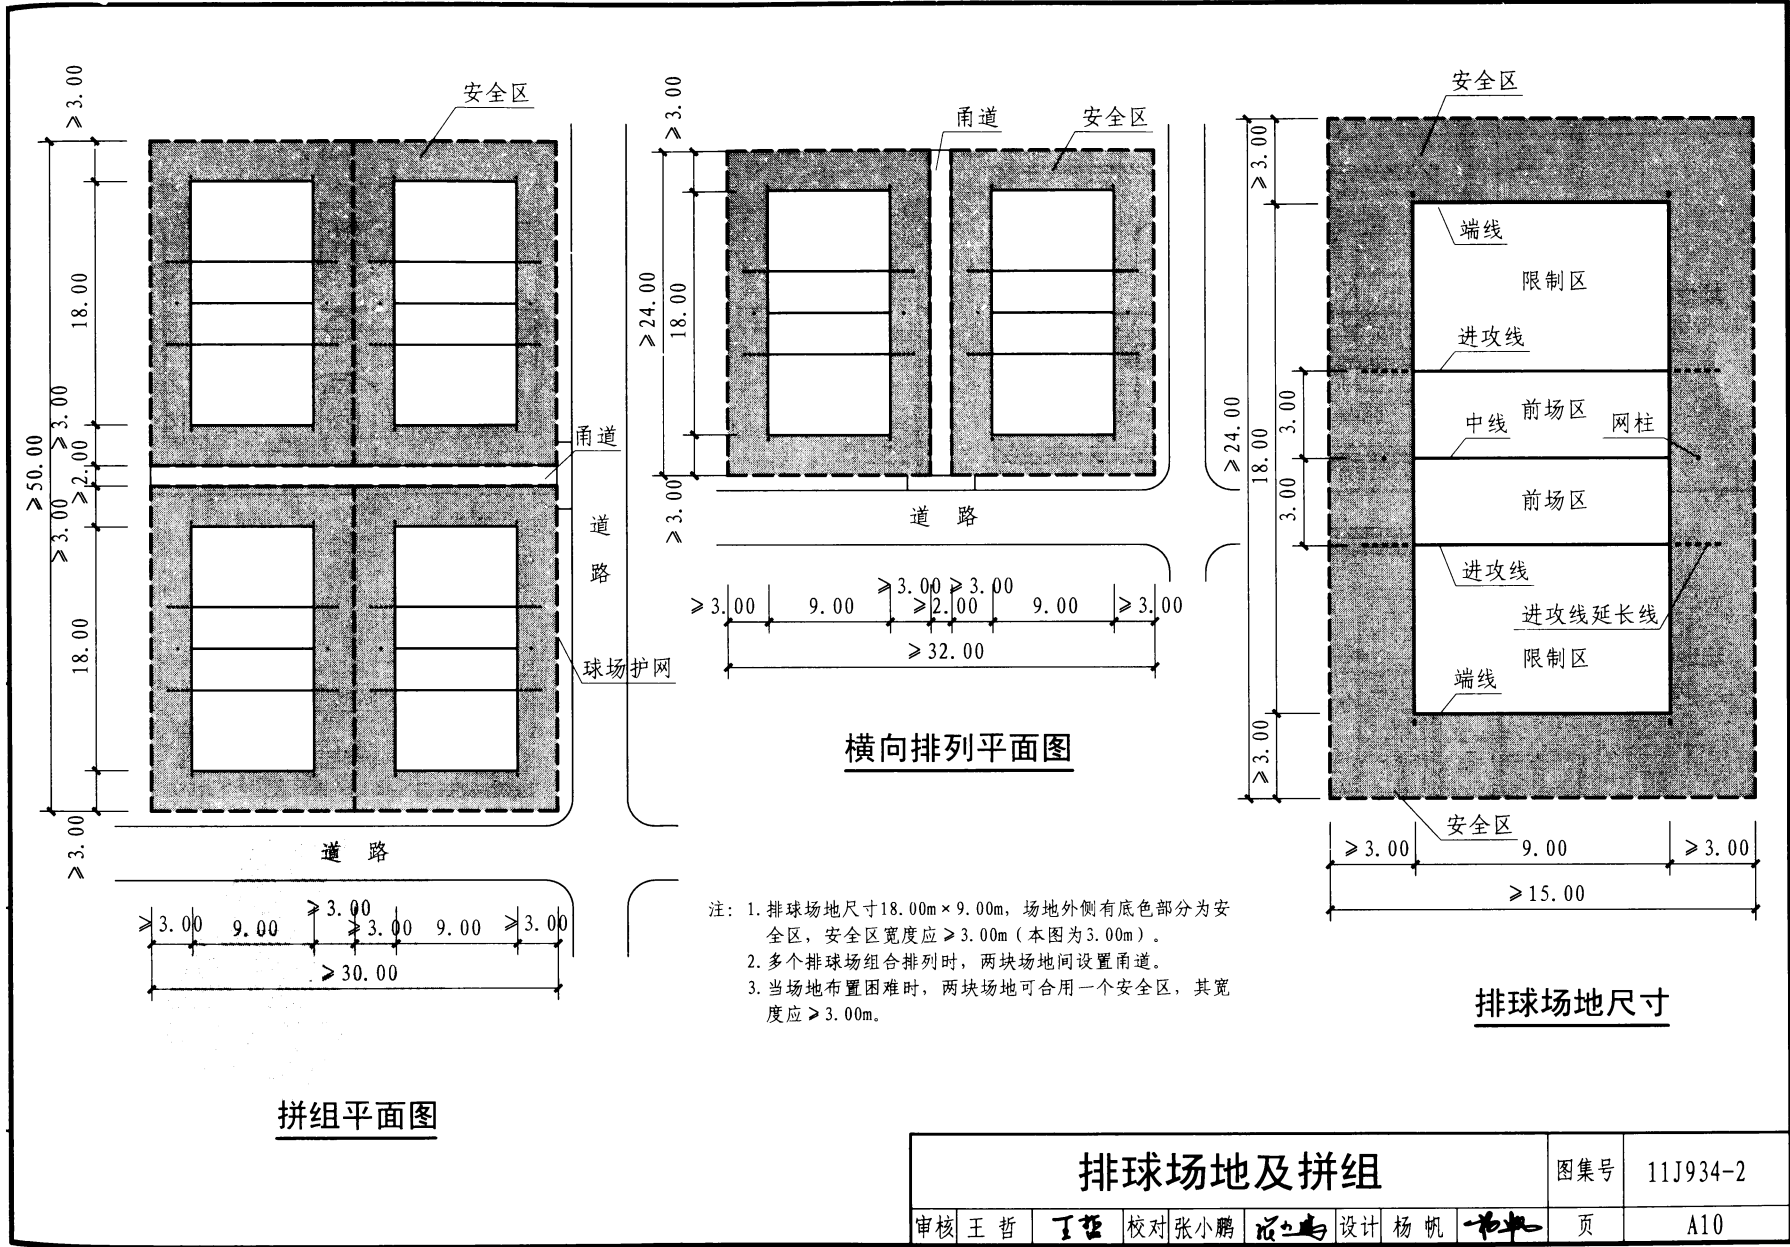 ≥3.00
安全区
18.00
≥3.00
≥50.00
≥2.00
甬道
≥3.00
道
路
18.00
球场护网
≥3.00
道 路
≥3.00
≥3.00
9.00
≥3.00
9.00
≥3.00
≥30.00
拼组平面图
≥3.00
甬道
安全区
≥24.00
18.00
≥3.00
道 路
≥3.00
≥3.00
≥3.00
9.00
≥2.00
9.00
≥3.00
≥32.00
横向排列平面图
安全区
≥3.00
端线
限制区
进攻线
3.00
前场区
≥24.00
18.00
中线
网柱
3.00
前场区
进攻线
进攻线延长线
限制区
端线
≥3.00
安全区
≥3.00
9.00
≥3.00
≥15.00
排球场地尺寸
注: 1.排球场地尺寸18.00m×9.00m，场地外侧有底色部分为安
全区，安全区宽度应≥3.00m（本图为3.00m）。
2.多个排球场组合排列时，两块场地间设置甬道。
3.当场地布置困难时，两块场地可合用一个安全区，其宽
度应≥3.00m。
排球场地及拼组
图集号
11J934-2
审核 王 哲 王哲 校对 张小鹏 设计 杨 帆 杨帆 页 A10